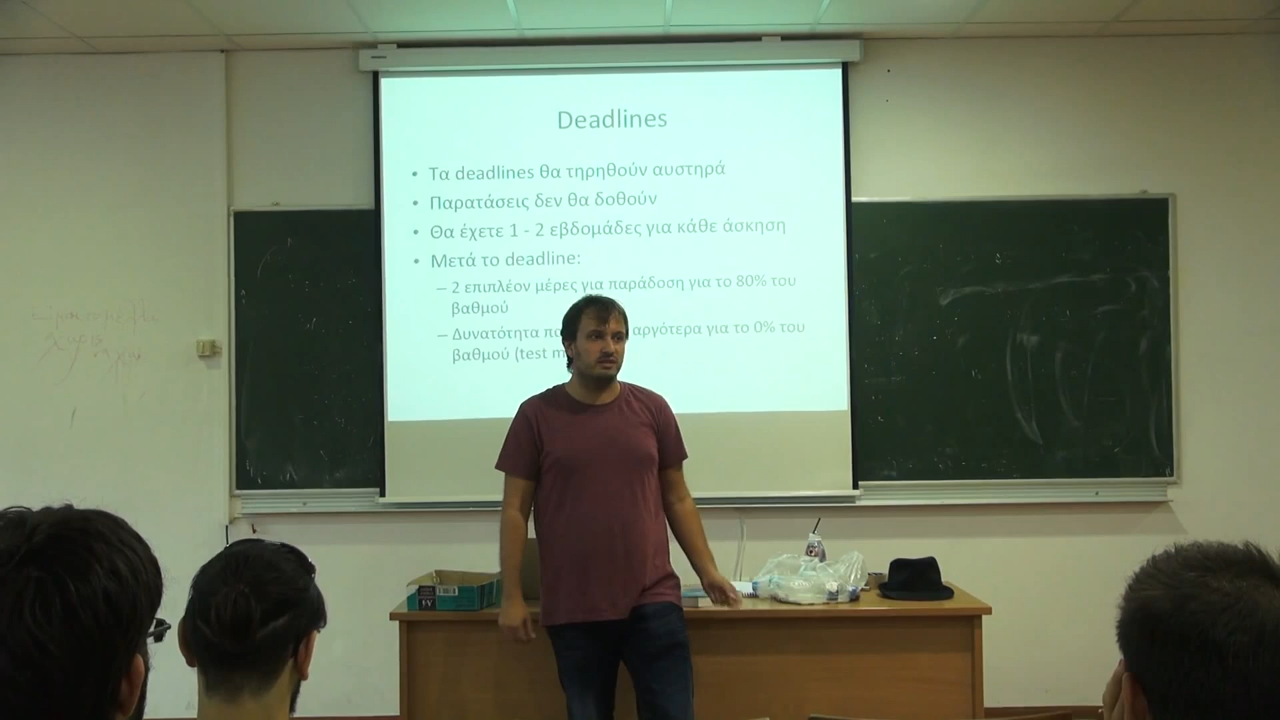 Deadlines
• Τα deadlines θα τηρηθούν αυστηρά
• Παρατάσεις δεν θα δοθούν
• Θα έχετε 1 - 2 εβδομάδες για κάθε άσκηση
• Μετά το deadline:
– 2 επιπλέον μέρες για παράδοση για το 80% του
βαθμού
– Δυνατότητα αργότερα για το 0% του
βαθμού (test